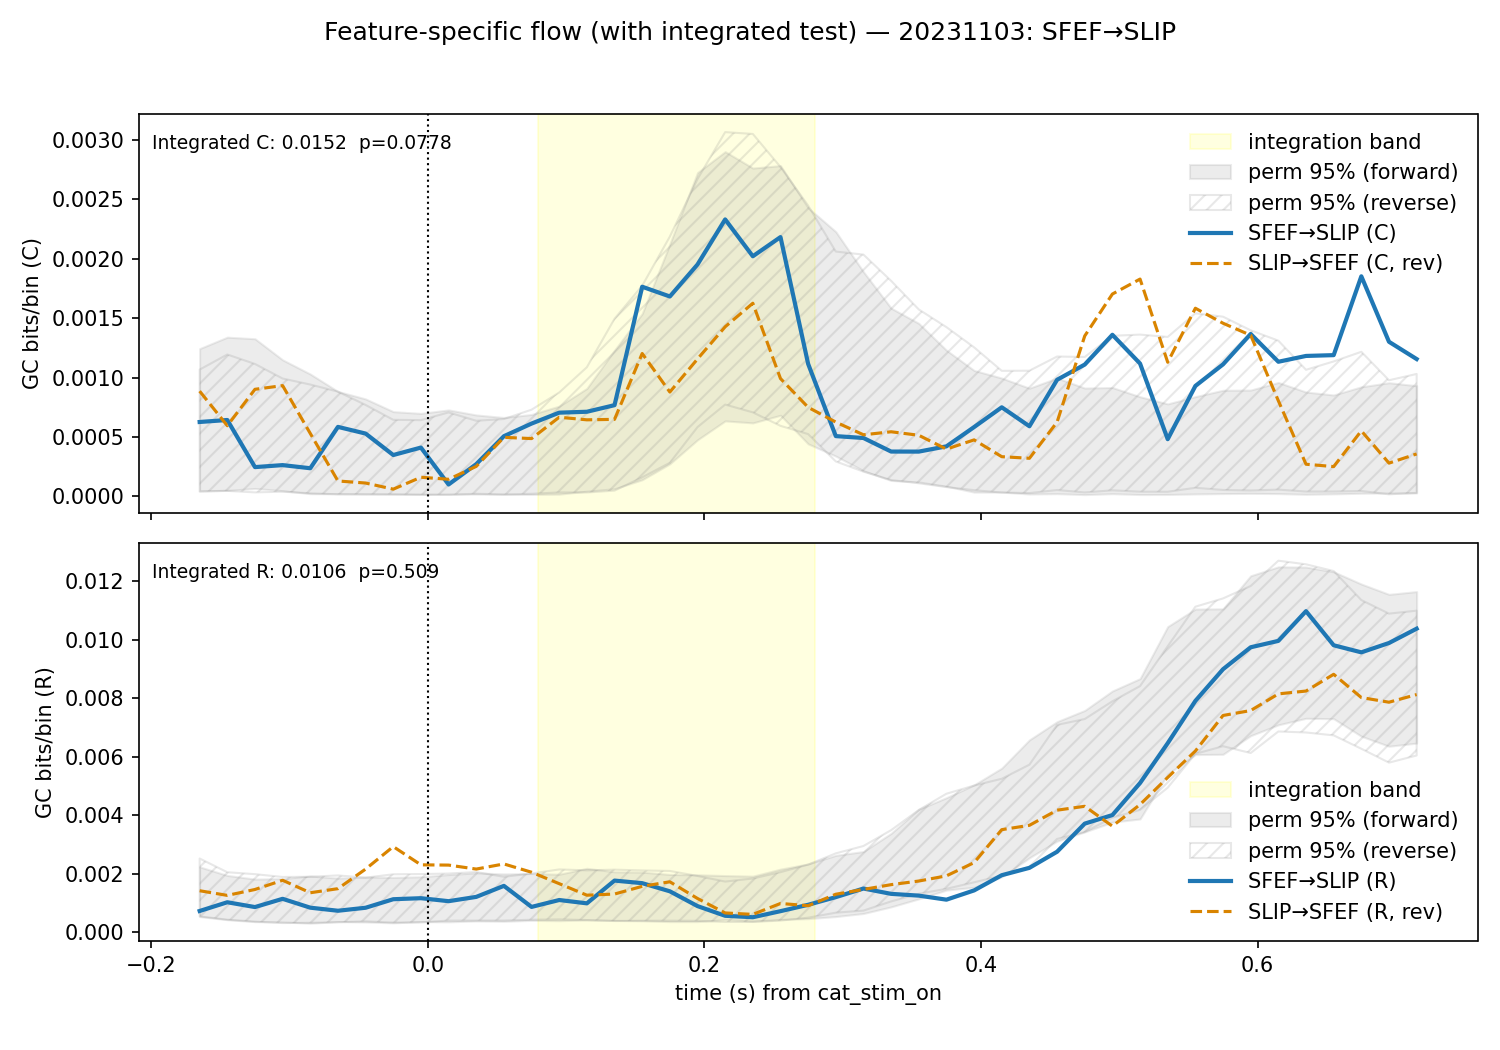 Feature-specific flow (with integrated test) — 20231103: SFEF→SLIP
Integrated C: 0.0152  p=0.0778
integration band
perm 95% (forward)
perm 95% (reverse)
SFEF→SLIP (C)
SLIP→SFEF (C, rev)
GC bits/bin (C)
0.0030
0.0025
0.0020
0.0015
0.0010
0.0005
0.0000
Integrated R: 0.0106  p=0.509
integration band
perm 95% (forward)
perm 95% (reverse)
SFEF→SLIP (R)
SLIP→SFEF (R, rev)
GC bits/bin (R)
0.012
0.010
0.008
0.006
0.004
0.002
0.000
−0.2 0.0 0.2 0.4 0.6
time (s) from cat_stim_on